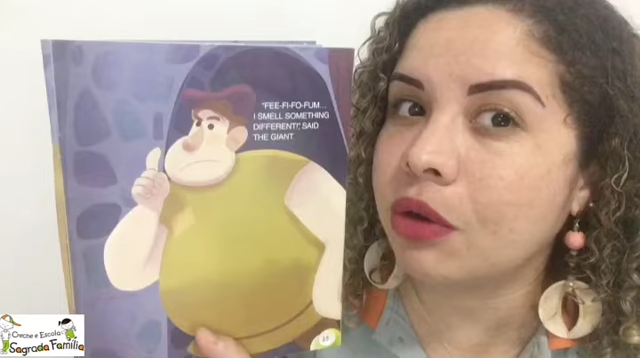 "FEE-FI-FO-FUM...
I SMELL SOMETHING
DIFFERENT!", SAID
THE GIANT.
Creche e Escola
Sagrada Família